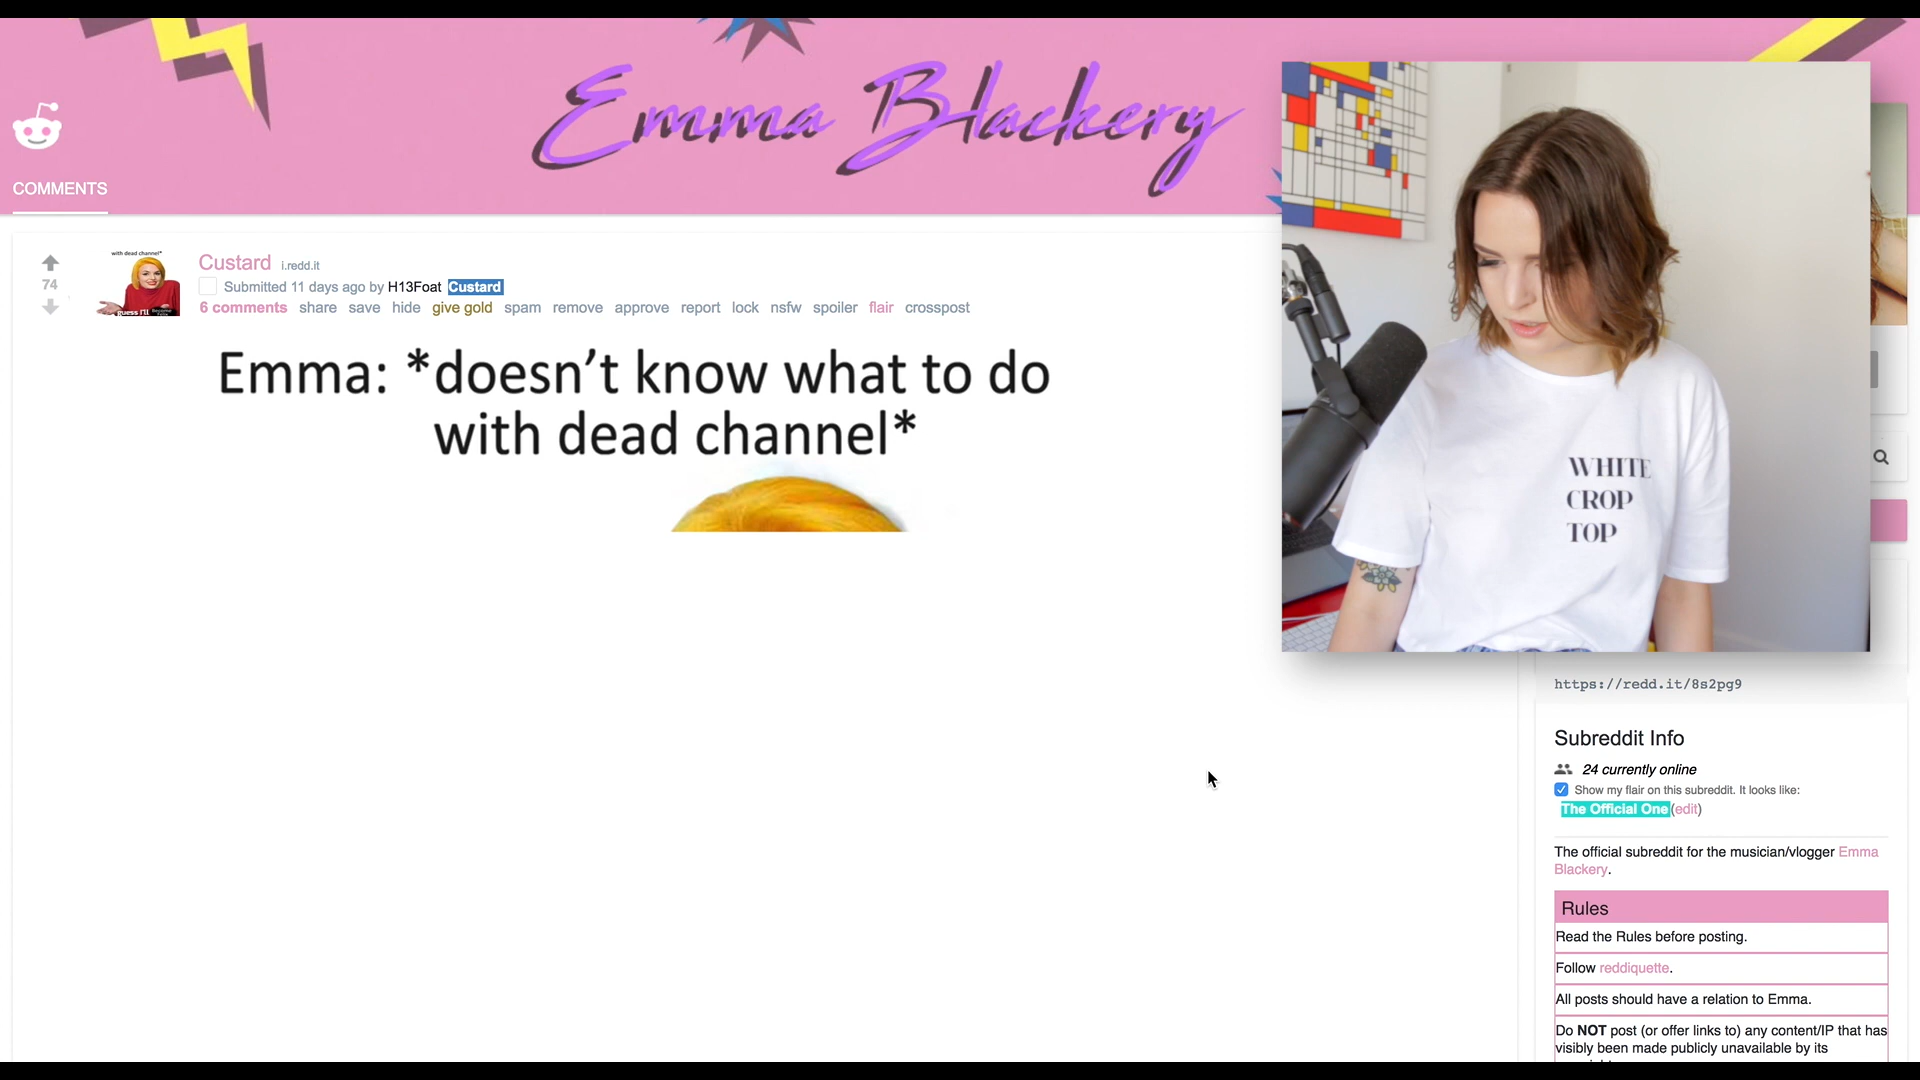 Emma Blackery
COMMENTS
74
with dead channel*
guess I'll
Custard i.redd.it
Submitted 11 days ago by H13Foat Custard
6 comments share save hide give gold spam remove approve report lock nsfw spoiler flair crosspost
Emma: *doesn’t know what to do
with dead channel*
WHITE
CROP
TOP
https://redd.it/8s2pg9
Subreddit Info
24 currently online
Show my flair on this subreddit. It looks like:
The Official One(edit)
The official subreddit for the musician/vlogger Emma
Blackery.
Rules
Read the Rules before posting.
Follow reddiquette.
All posts should have a relation to Emma.
Do NOT post (or offer links to) any content/IP that has
visibly been made publicly unavailable by its